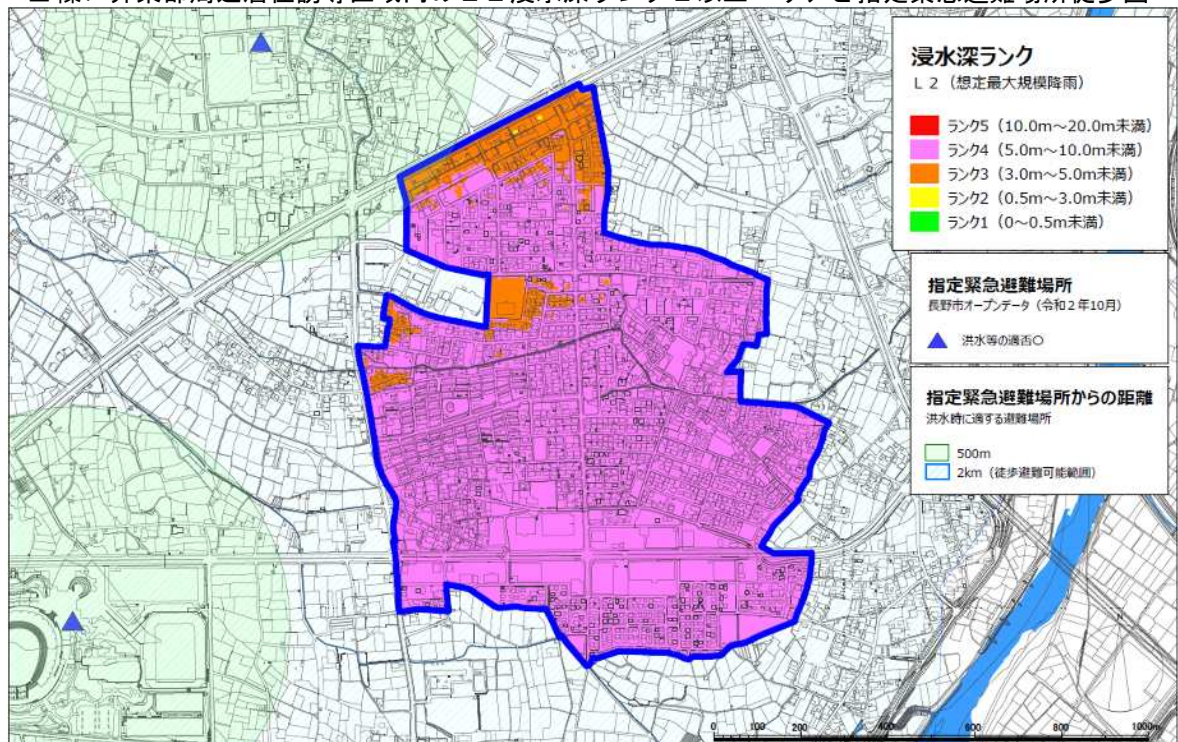 浸水深ランク
L 2 （想定最大規模降雨）
ランク5（10.0m～20.0m未満）
ランク4（5.0m～10.0m未満）
ランク3（3.0m～5.0m未満）
ランク2（0.5m～3.0m未満）
ランク1（0～0.5m未満）
指定緊急避難場所
長野市オープンデータ（令和２年10月）
洪水等の適否〇
指定緊急避難場所からの距離
洪水時に適する避難場所
500m
2km（徒歩避難可能範囲）
0 100 200 400 600 800 1000m